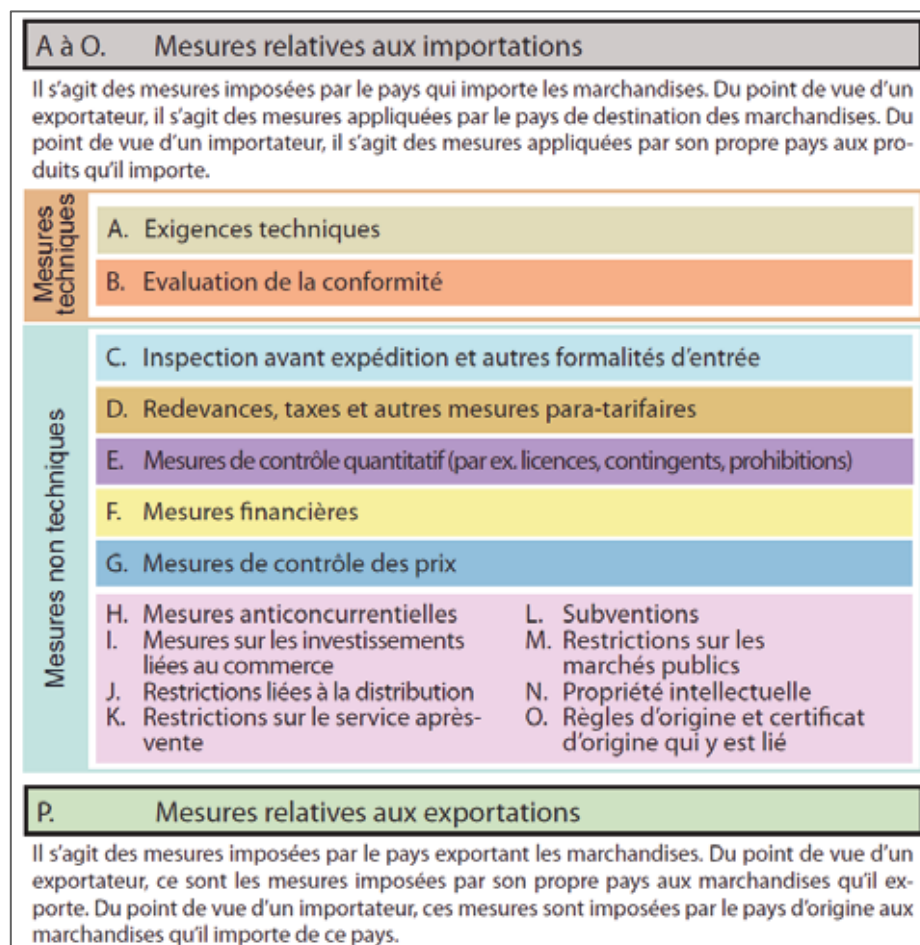 A à O. Mesures relatives aux importations
Il s'agit des mesures imposées par le pays qui importe les marchandises. Du point de vue d'un
exportateur, il s'agit des mesures appliquées par le pays de destination des marchandises. Du
point de vue d'un importateur, il s'agit des mesures appliquées par son propre pays aux pro-
duits qu'il importe.
Mesures
techniques
A. Exigences techniques
B. Evaluation de la conformité
Mesures non techniques
C. Inspection avant expédition et autres formalités d'entrée
D. Redevances, taxes et autres mesures para-tarifaires
E. Mesures de contrôle quantitatif (par ex. licences, contingents, prohibitions)
F. Mesures financières
G. Mesures de contrôle des prix
H. Mesures anticoncurrentielles
I. Mesures sur les investissements
liées au commerce
J. Restrictions liées à la distribution
K. Restrictions sur le service après-
vente
L. Subventions
M. Restrictions sur les
marchés publics
N. Propriété intellectuelle
O. Règles d'origine et certificat
d'origine qui y est lié
P. Mesures relatives aux exportations
Il s'agit des mesures imposées par le pays exportant les marchandises. Du point de vue d'un
exportateur, ce sont les mesures imposées par son propre pays aux marchandises qu'il ex-
porte. Du point de vue d'un importateur, ces mesures sont imposées par le pays d'origine aux
marchandises qu'il importe de ce pays.